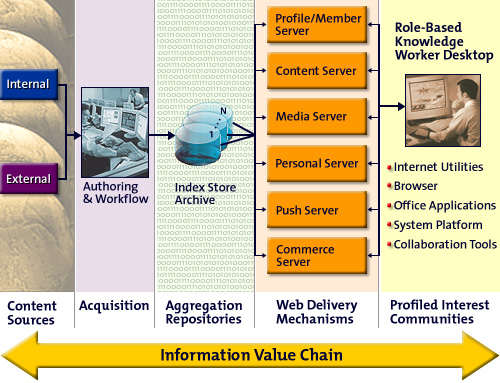 Internal
External
Authoring
& Workflow
N
Index Store
Archive
Profile/Member
Server
Content Server
Media Server
Personal Server
Push Server
Commerce
Server
Role-Based
Knowledge
Worker Desktop
Internet Utilities
Browser
Office Applications
System Platform
Collaboration Tools
Content
Sources
Acquisition
Aggregation
Repositories
Web Delivery
Mechanisms
Profiled Interest
Communities
Information Value Chain